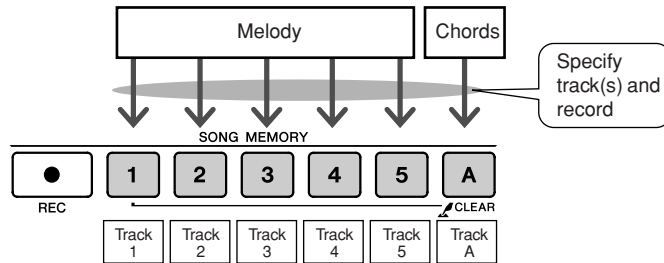 Melody
Chords
Specify
track(s) and
record
SONG MEMORY
1 2 3 4 5 A
REC
CLEAR
Track
1
Track
2
Track
3
Track
4
Track
5
Track
A